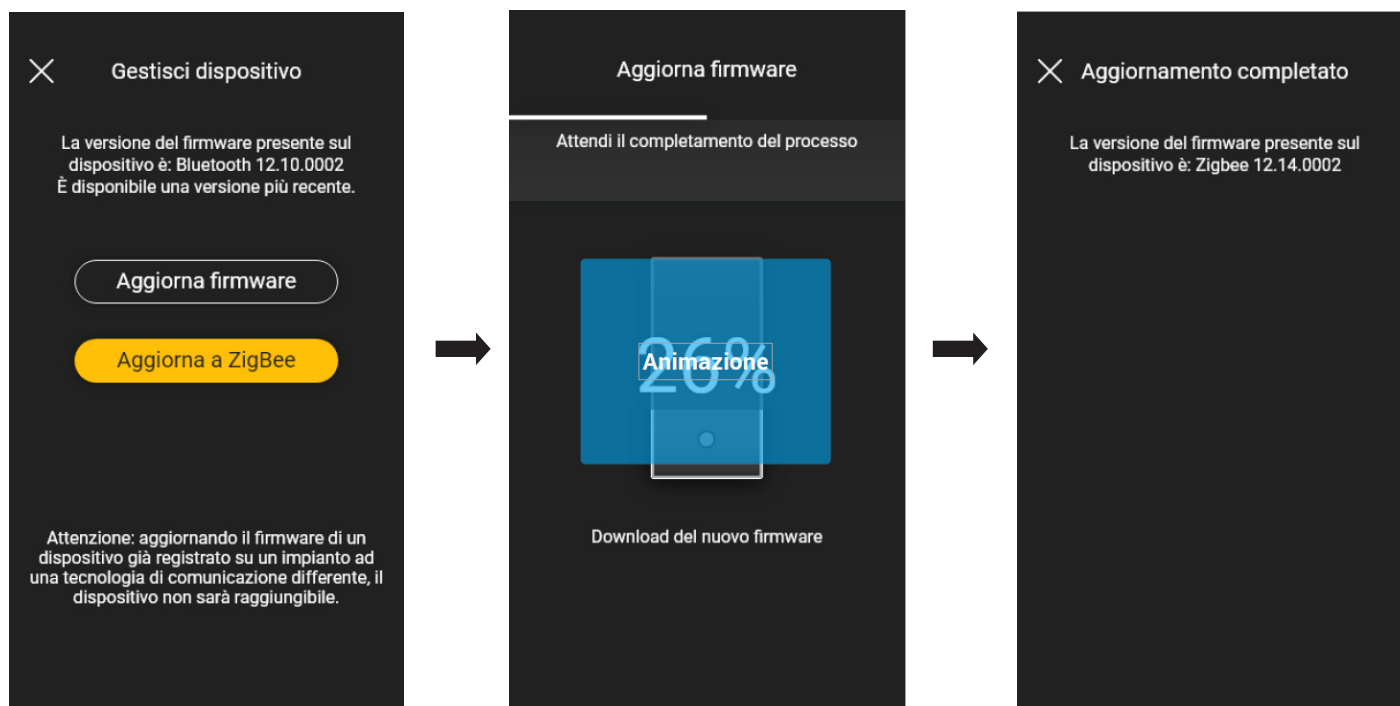 Gestisci dispositivo
La versione del firmware presente sul
dispositivo è: Bluetooth 12.10.0002
È disponibile una versione più recente.
Aggiorna firmware
Aggiorna a ZigBee
Attenzione: aggiornando il firmware di un
dispositivo già registrato su un impianto ad
una tecnologia di comunicazione differente, il
dispositivo non sarà raggiungibile.
Aggiorna firmware
Attendi il completamento del processo
26%
Animazione
Download del nuovo firmware
Aggiornamento completato
La versione del firmware presente sul
dispositivo è: Zigbee 12.14.0002